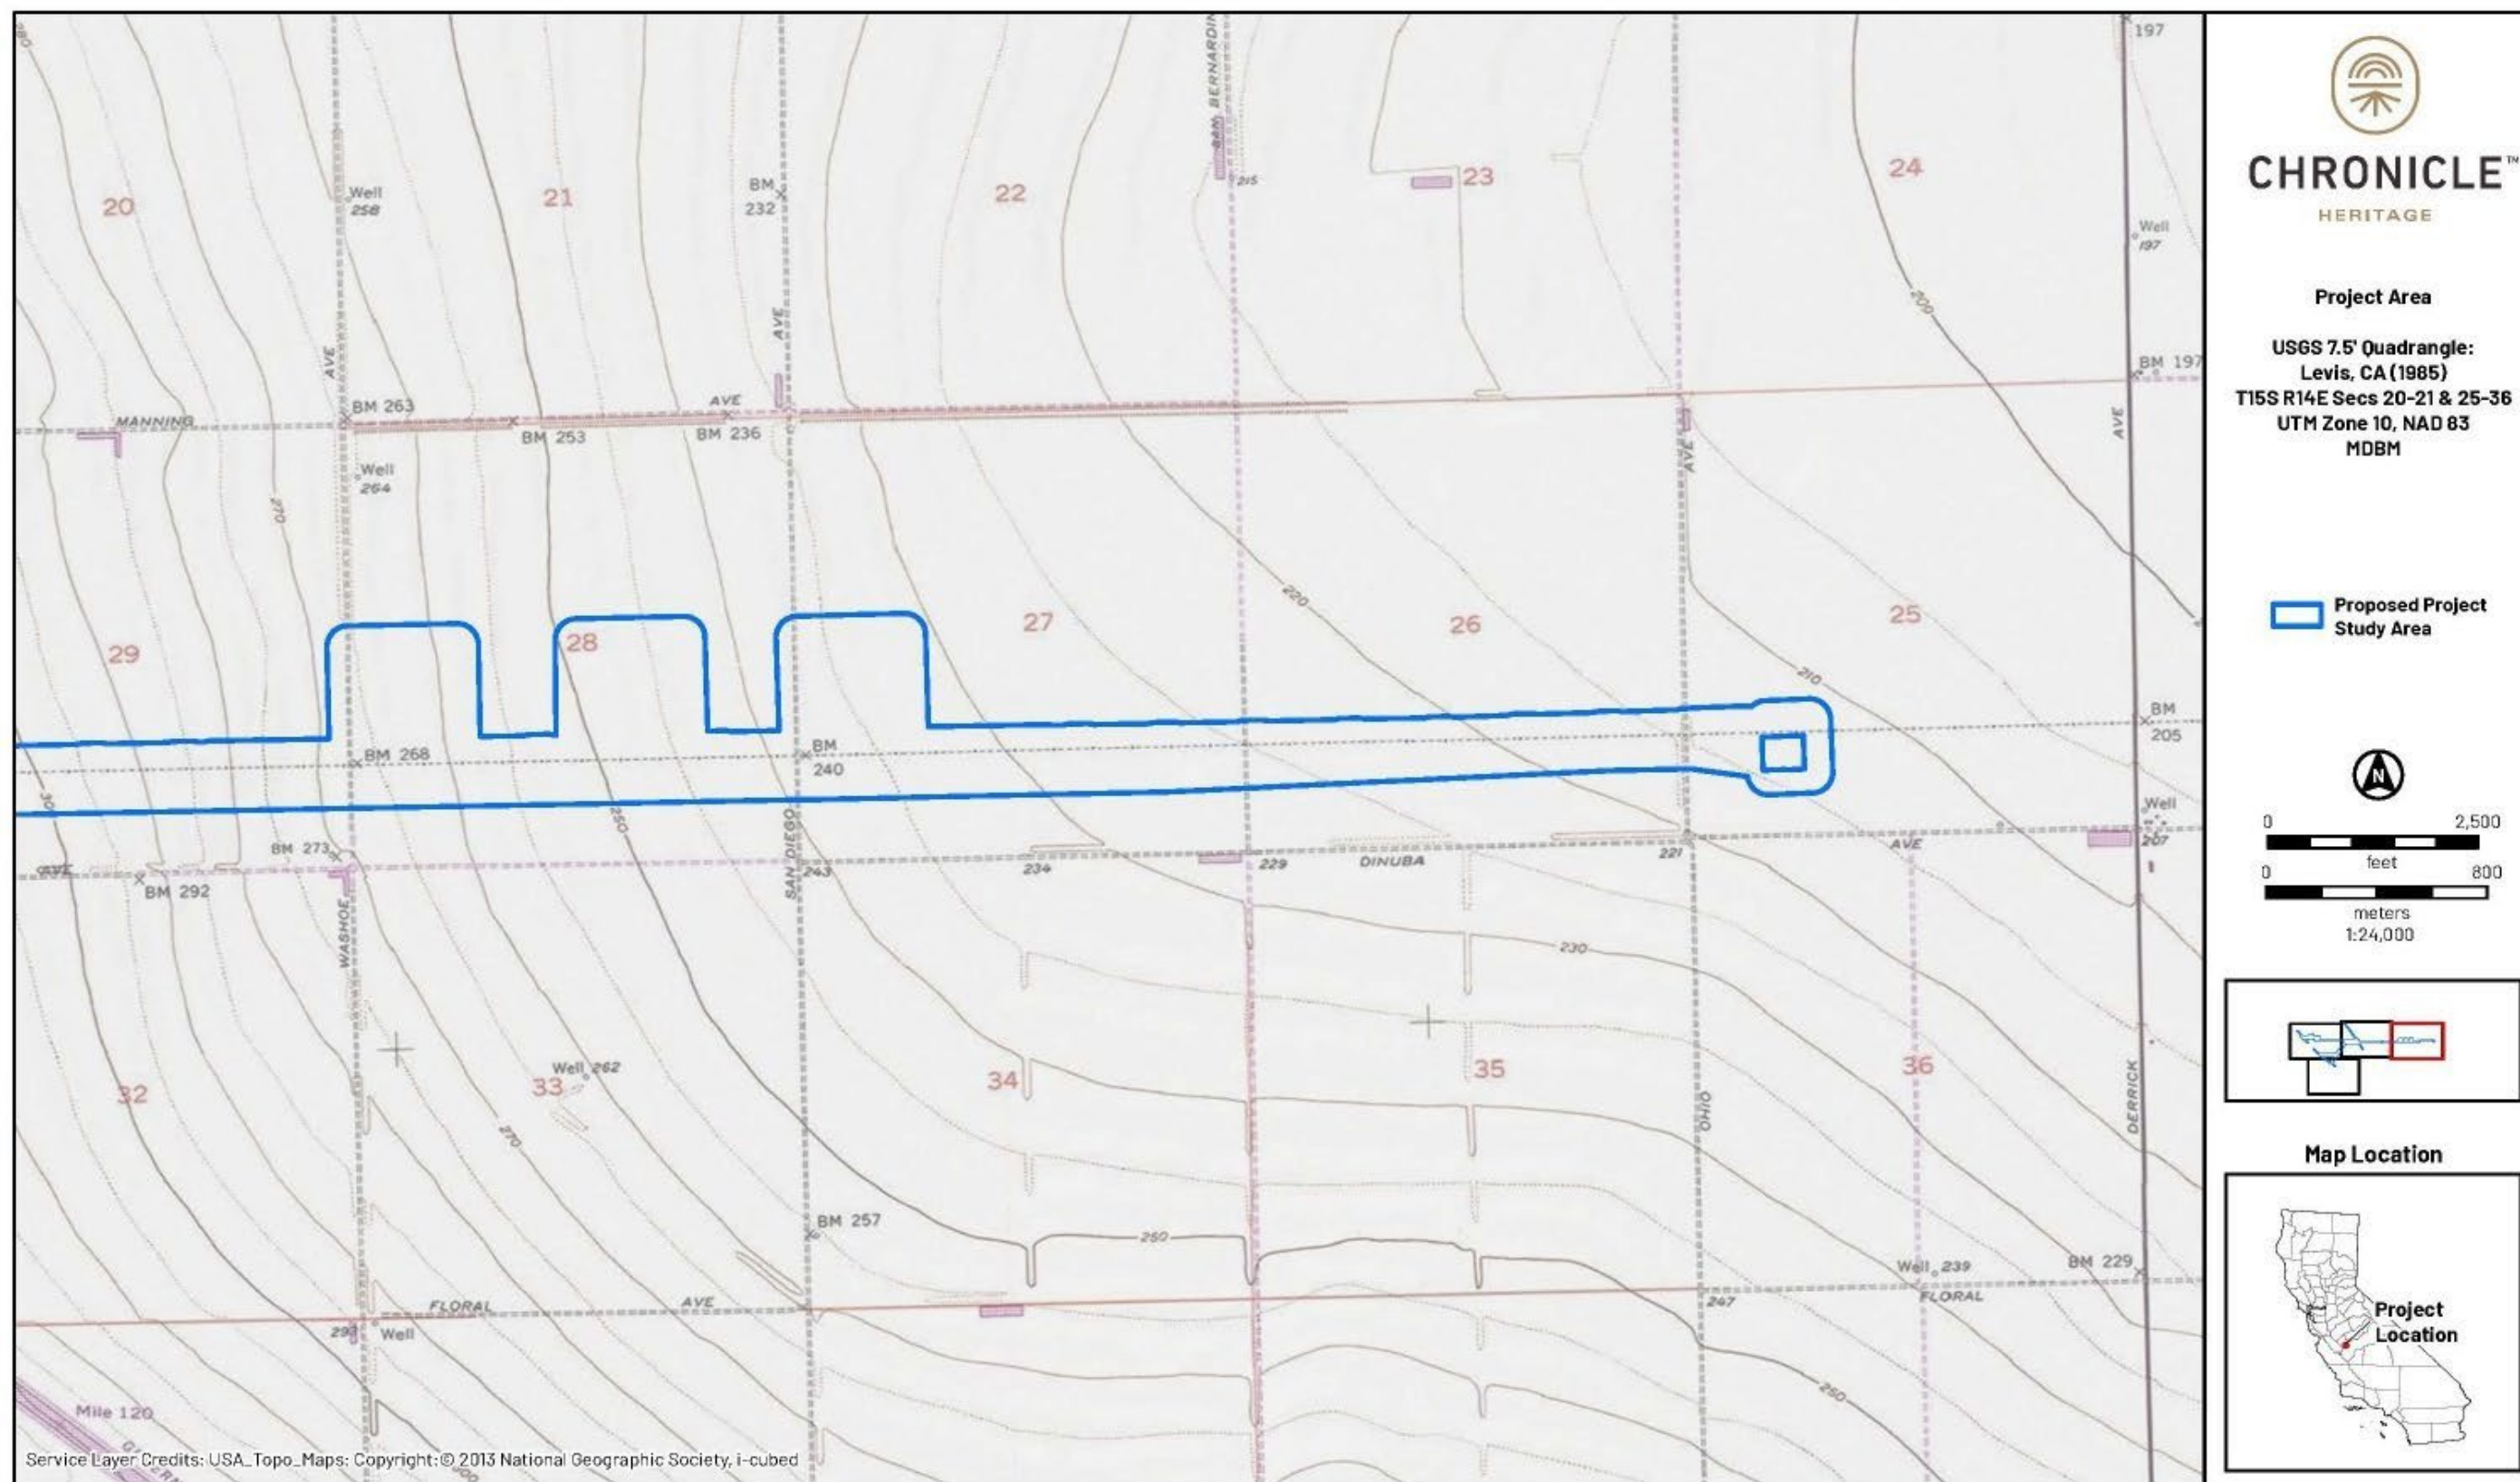 197
SAN BERNARDIN
20
Well
258
21
BM
232
22
215
23
24
Well
197
200
AVE
AVE
BM 197
MANNING
BM 263
AVE
BM 253
BM 236
AVE
AVE
Well
264
270
220
29
28
27
26
25
210
BM 268
BM
240
BM
205
250
BM 273
BM 292
SAN DIEGO
243
234
229
DINUBA
221
AVE
Well
207
WASHOE
230
32
33
Well 262
34
35
36
270
OHIO
DERRICK
BM 257
250
Well 239
BM 229
FLORAL
AVE
247
FLORAL
Well
250
Mile 120
Service Layer Credits: USA_Topo_Maps: Copyright:© 2013 National Geographic Society, i-cubed
CHRONICLE™
HERITAGE
Project Area
USGS 7.5' Quadrangle:
Levis, CA (1985)
T15S R14E Secs 20-21 & 25-36
UTM Zone 10, NAD 83
MDBM
Proposed Project
Study Area
N
0 2,500
feet
0 800
meters
1:24,000
Map Location
Project
Location